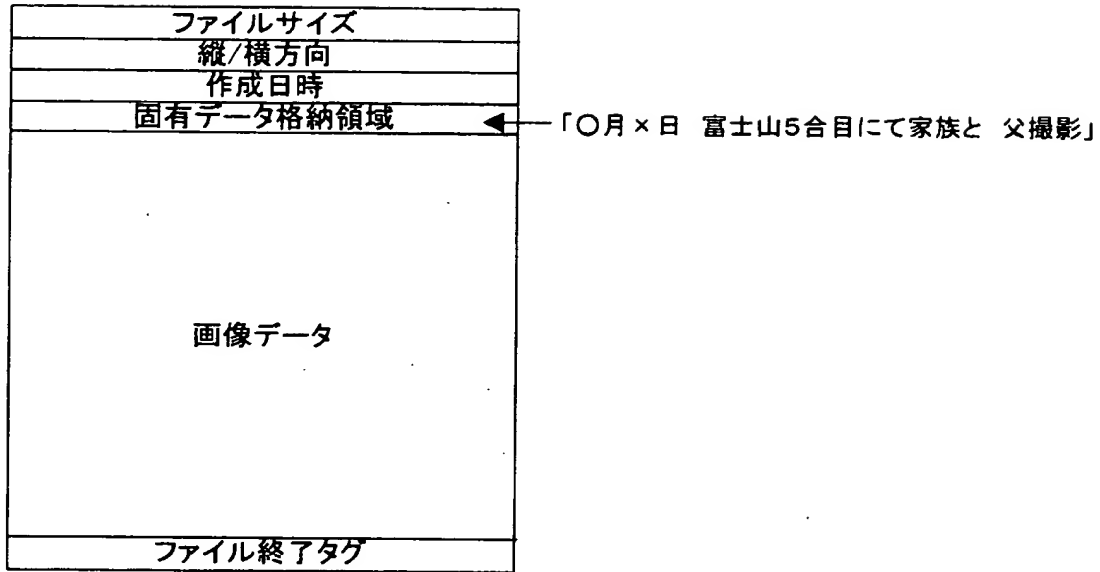 ファイルサイズ
縦/横方向
作成日時
固有データ格納領域
「○月×日 富士山5合目にて家族と 父撮影」
画像データ
ファイル終了タグ